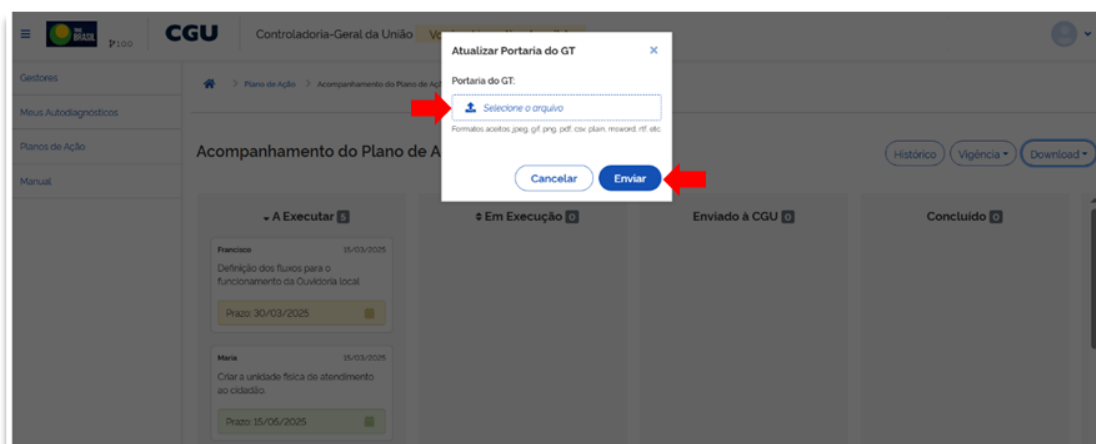 THE
BRASIL
P100
CGU
Controladoria-Geral da União
Atualizar Portaria do GT
Gestores
Meus Autodiagnósticos
Planos de Ação
Manual
Plano de Ação
Acompanhamento do Plano de
Portaria do GT:
Selecione o arquivo
Formatos aceitos: jpeg, gif, png, pdf, csv, plain, msword, rtf, etc.
Cancelar
Enviar
Acompanhamento do Plano de A
Histórico
Vigência
Download
A Executar 5
Em Execução 0
Enviado à CGU 0
Concluído 0
Francisco 15/03/2025
Definição dos fluxos para o
funcionamento da Ouvidoria local
Prazo: 30/03/2025
Maria 15/03/2025
Criar a unidade física de atendimento
ao cidadão.
Prazo: 15/05/2025